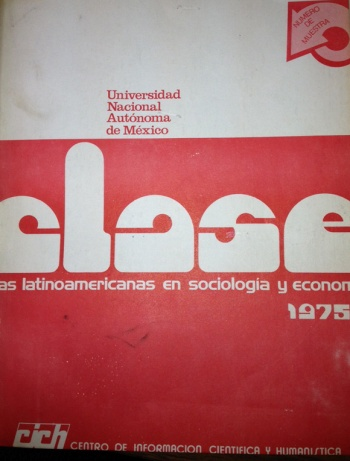 NUMERO
DE
MUESTRA
Universidad
Nacional
Autónoma
de México
clase
as latinoamericanas en sociología y econom
1975
cich CENTRO DE INFORMACION CIENTIFICA Y HUMANISTICA